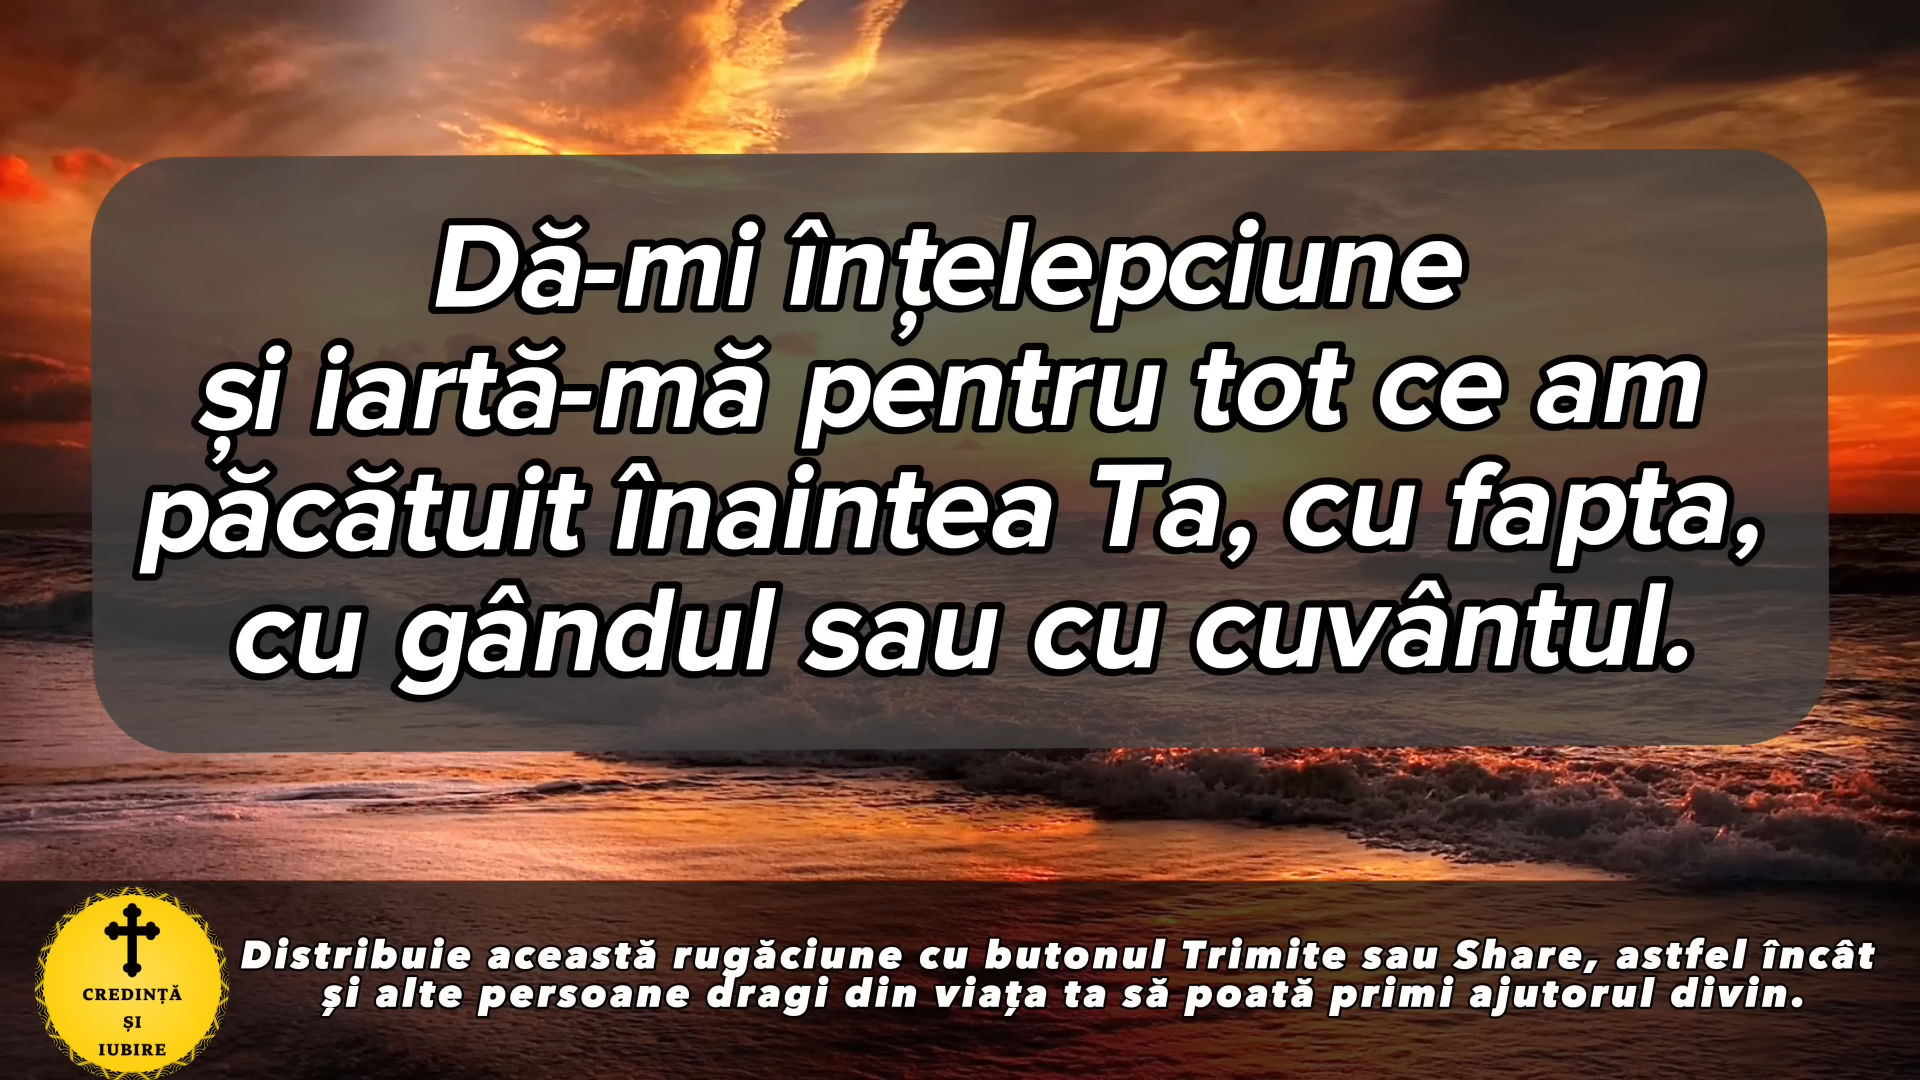 Dă-mi înțelepciune
și iartă-mă pentru tot ce am
păcătuit înaintea Ta, cu fapta,
cu gândul sau cu cuvântul.
Distribuie această rugăciune cu butonul Trimite sau Share, astfel încât
și alte persoane dragi din viața ta să poată primi ajutorul divin.
CREDINȚĂ
ȘI
IUBIRE